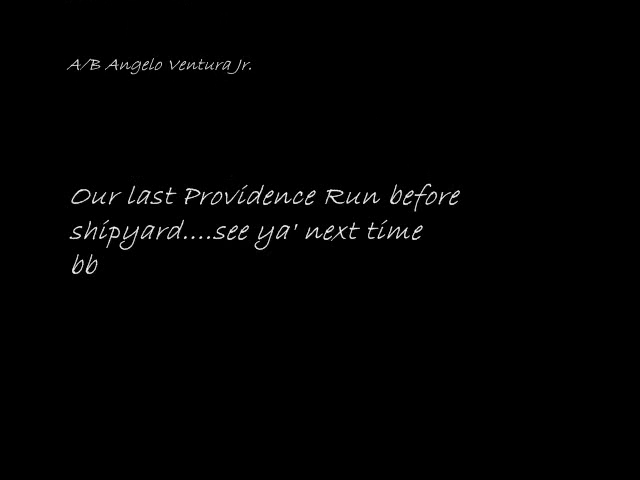 A/B Angelo Ventura Jr.
Our last Providence Run before
shipyard....see ya' next time
bb